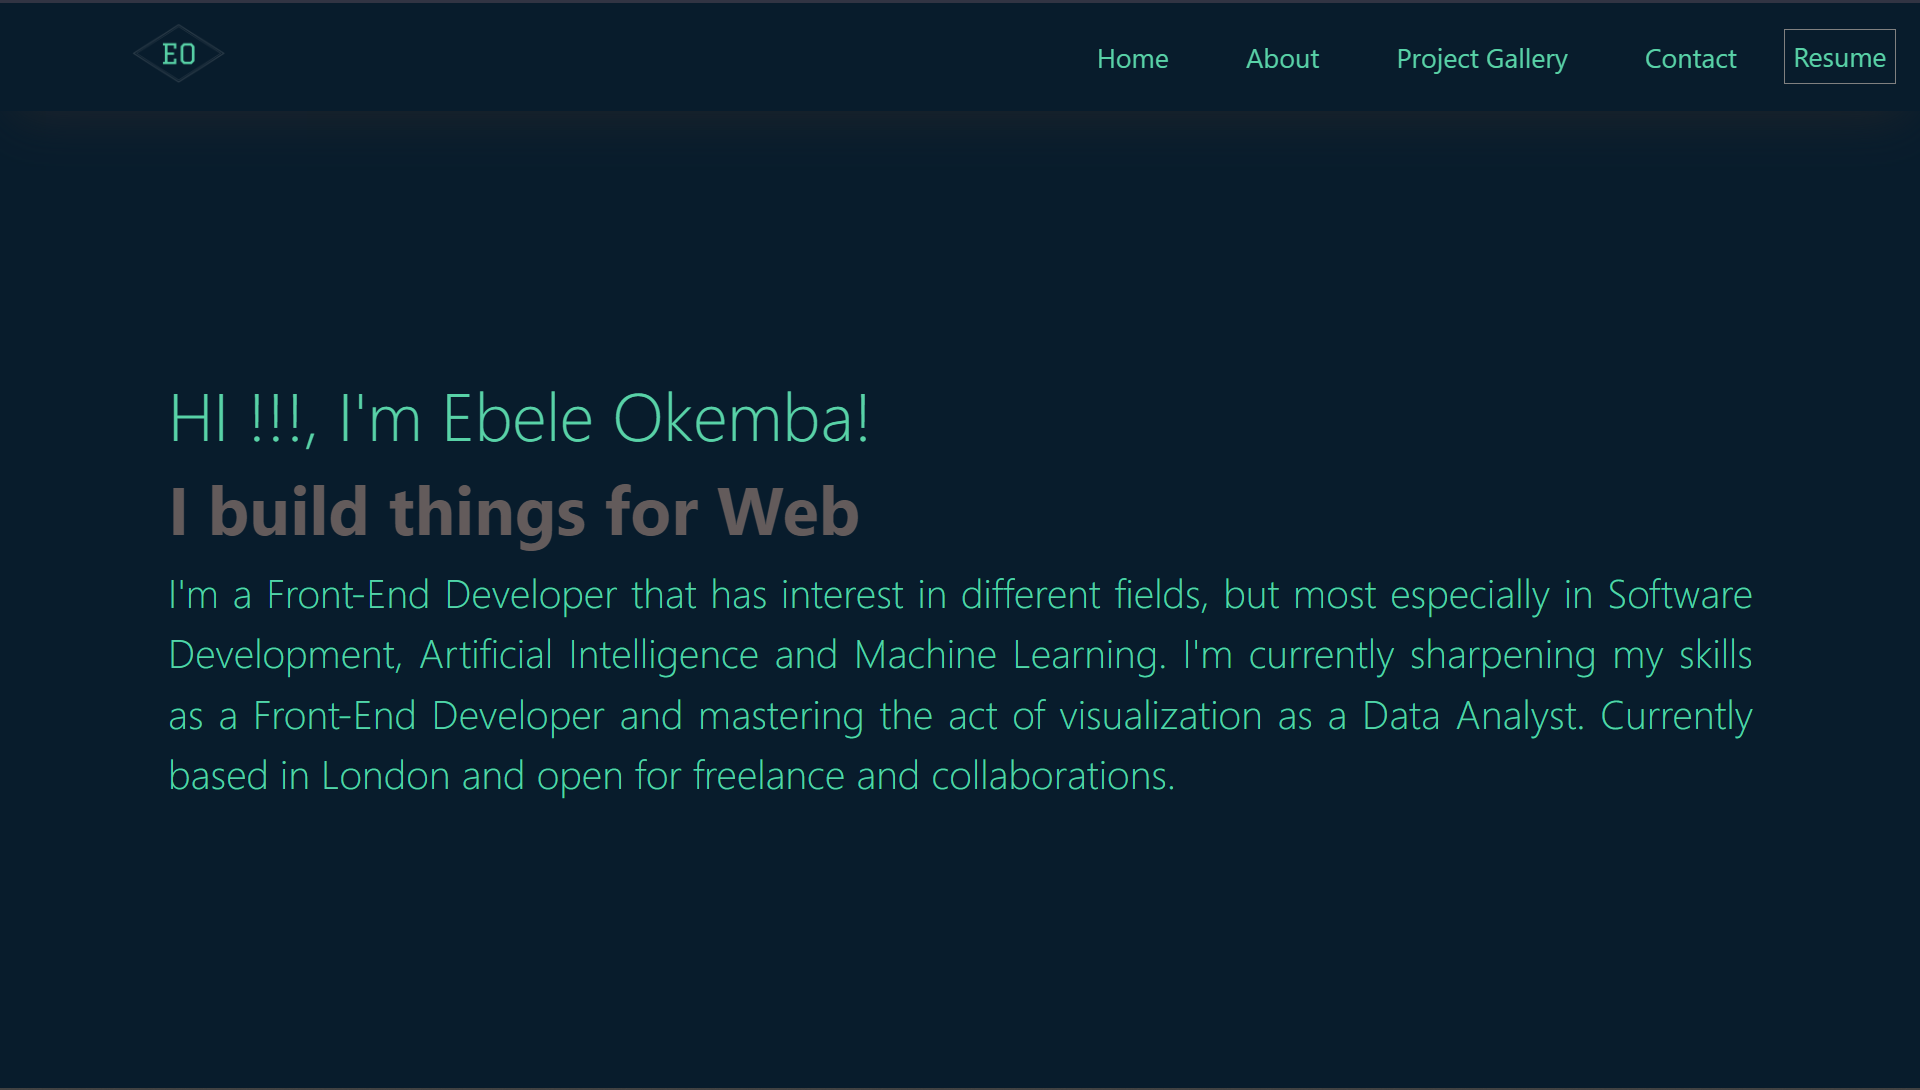 EO
Home About Project Gallery Contact Resume
HI !!!, I'm Ebele Okemba!
I build things for Web
I'm a Front-End Developer that has interest in different fields, but most especially in Software
Development, Artificial Intelligence and Machine Learning. I'm currently sharpening my skills
as a Front-End Developer and mastering the act of visualization as a Data Analyst. Currently
based in London and open for freelance and collaborations.